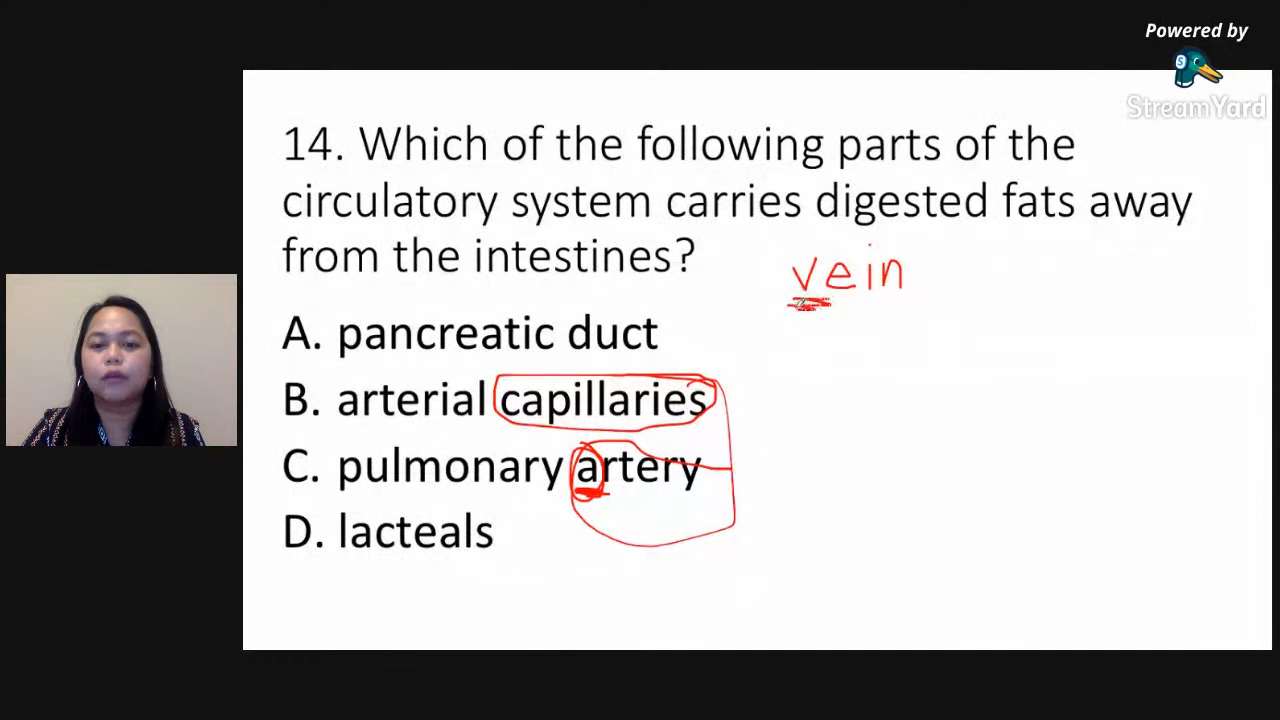 Powered by
StreamYard
14. Which of the following parts of the
circulatory system carries digested fats away
from the intestines?
vein
A. pancreatic duct
B. arterial capillaries
C. pulmonary artery
D. lacteals